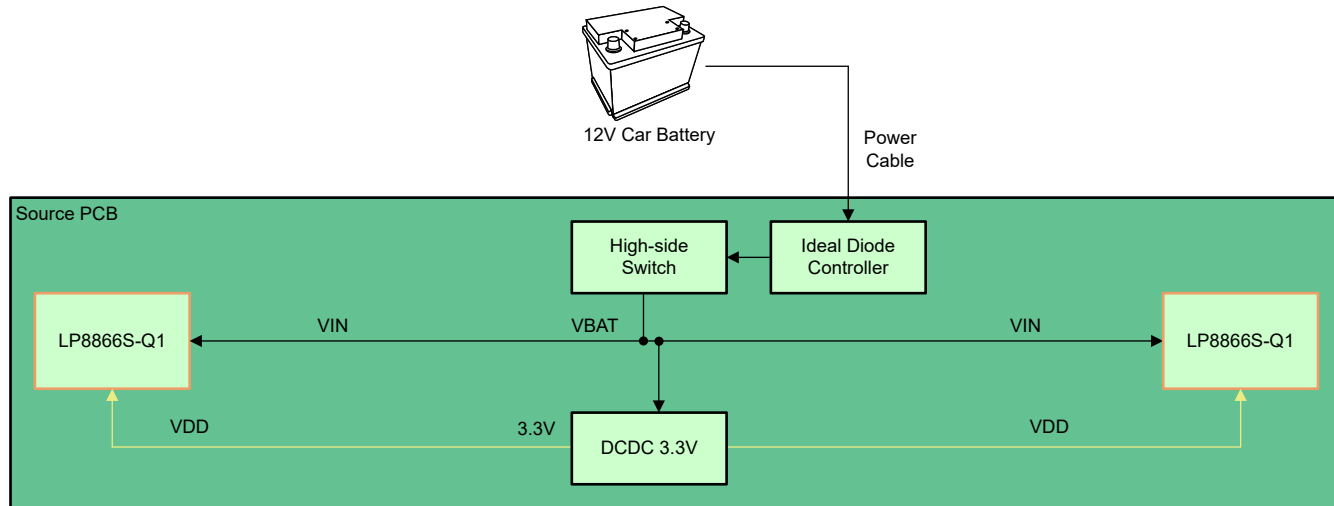 12V Car Battery
Power
Cable
Source PCB
High-side
Switch
Ideal Diode
Controller
LP8866S-Q1
VIN
VBAT
VIN
LP8866S-Q1
VDD
3.3V
DCDC 3.3V
VDD